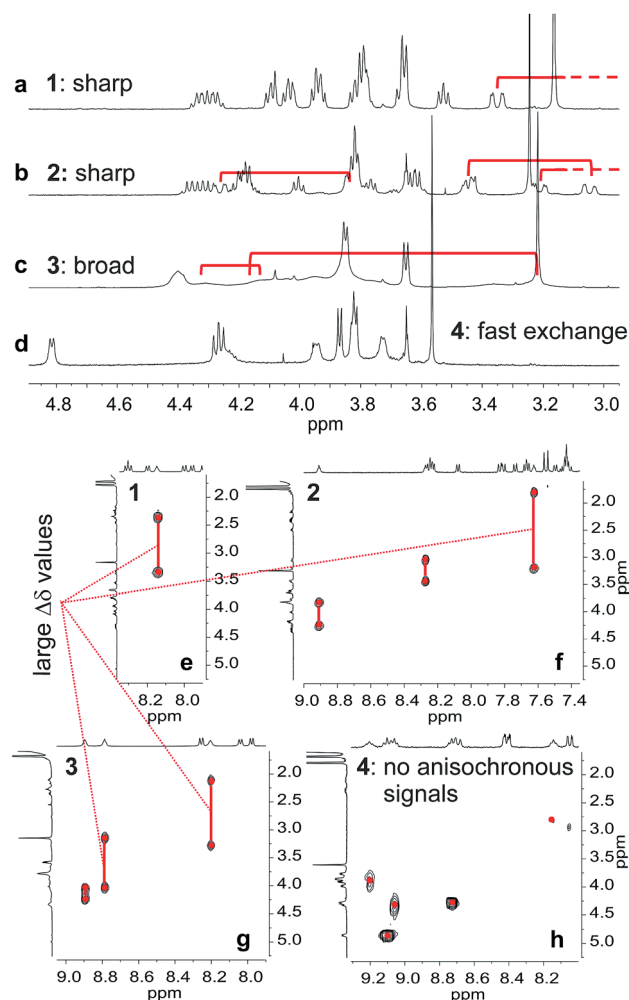 a 1: sharp
b 2: sharp
c 3: broad
d 4: fast exchange
4.8 4.6 4.4 4.2 4.0 3.8 3.6 3.4 3.2 3.0
ppm
large Δδ values
1
2.0
2.5
3.0
3.5
4.0
4.5
5.0
e
8.2 8.0
ppm
2
2.0
2.5
3.0
3.5
4.0
4.5
5.0
ppm
f
9.0 8.8 8.6 8.4 8.2 8.0 7.8 7.6 7.4
ppm
3
2.0
2.5
3.0
3.5
4.0
4.5
5.0
g
9.0 8.8 8.6 8.4 8.2 8.0
ppm
4: no anisochronous
signals
2.0
2.5
3.0
3.5
4.0
4.5
5.0
ppm
h
9.2 9.0 8.8 8.6 8.4 8.2
ppm